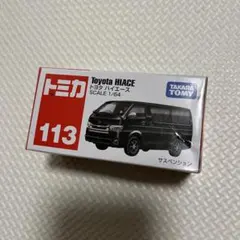 トミカ
Toyota HIACE
トヨタ ハイエース
SCALE 1/64
TAKARA
TOMY
113
サスペンション